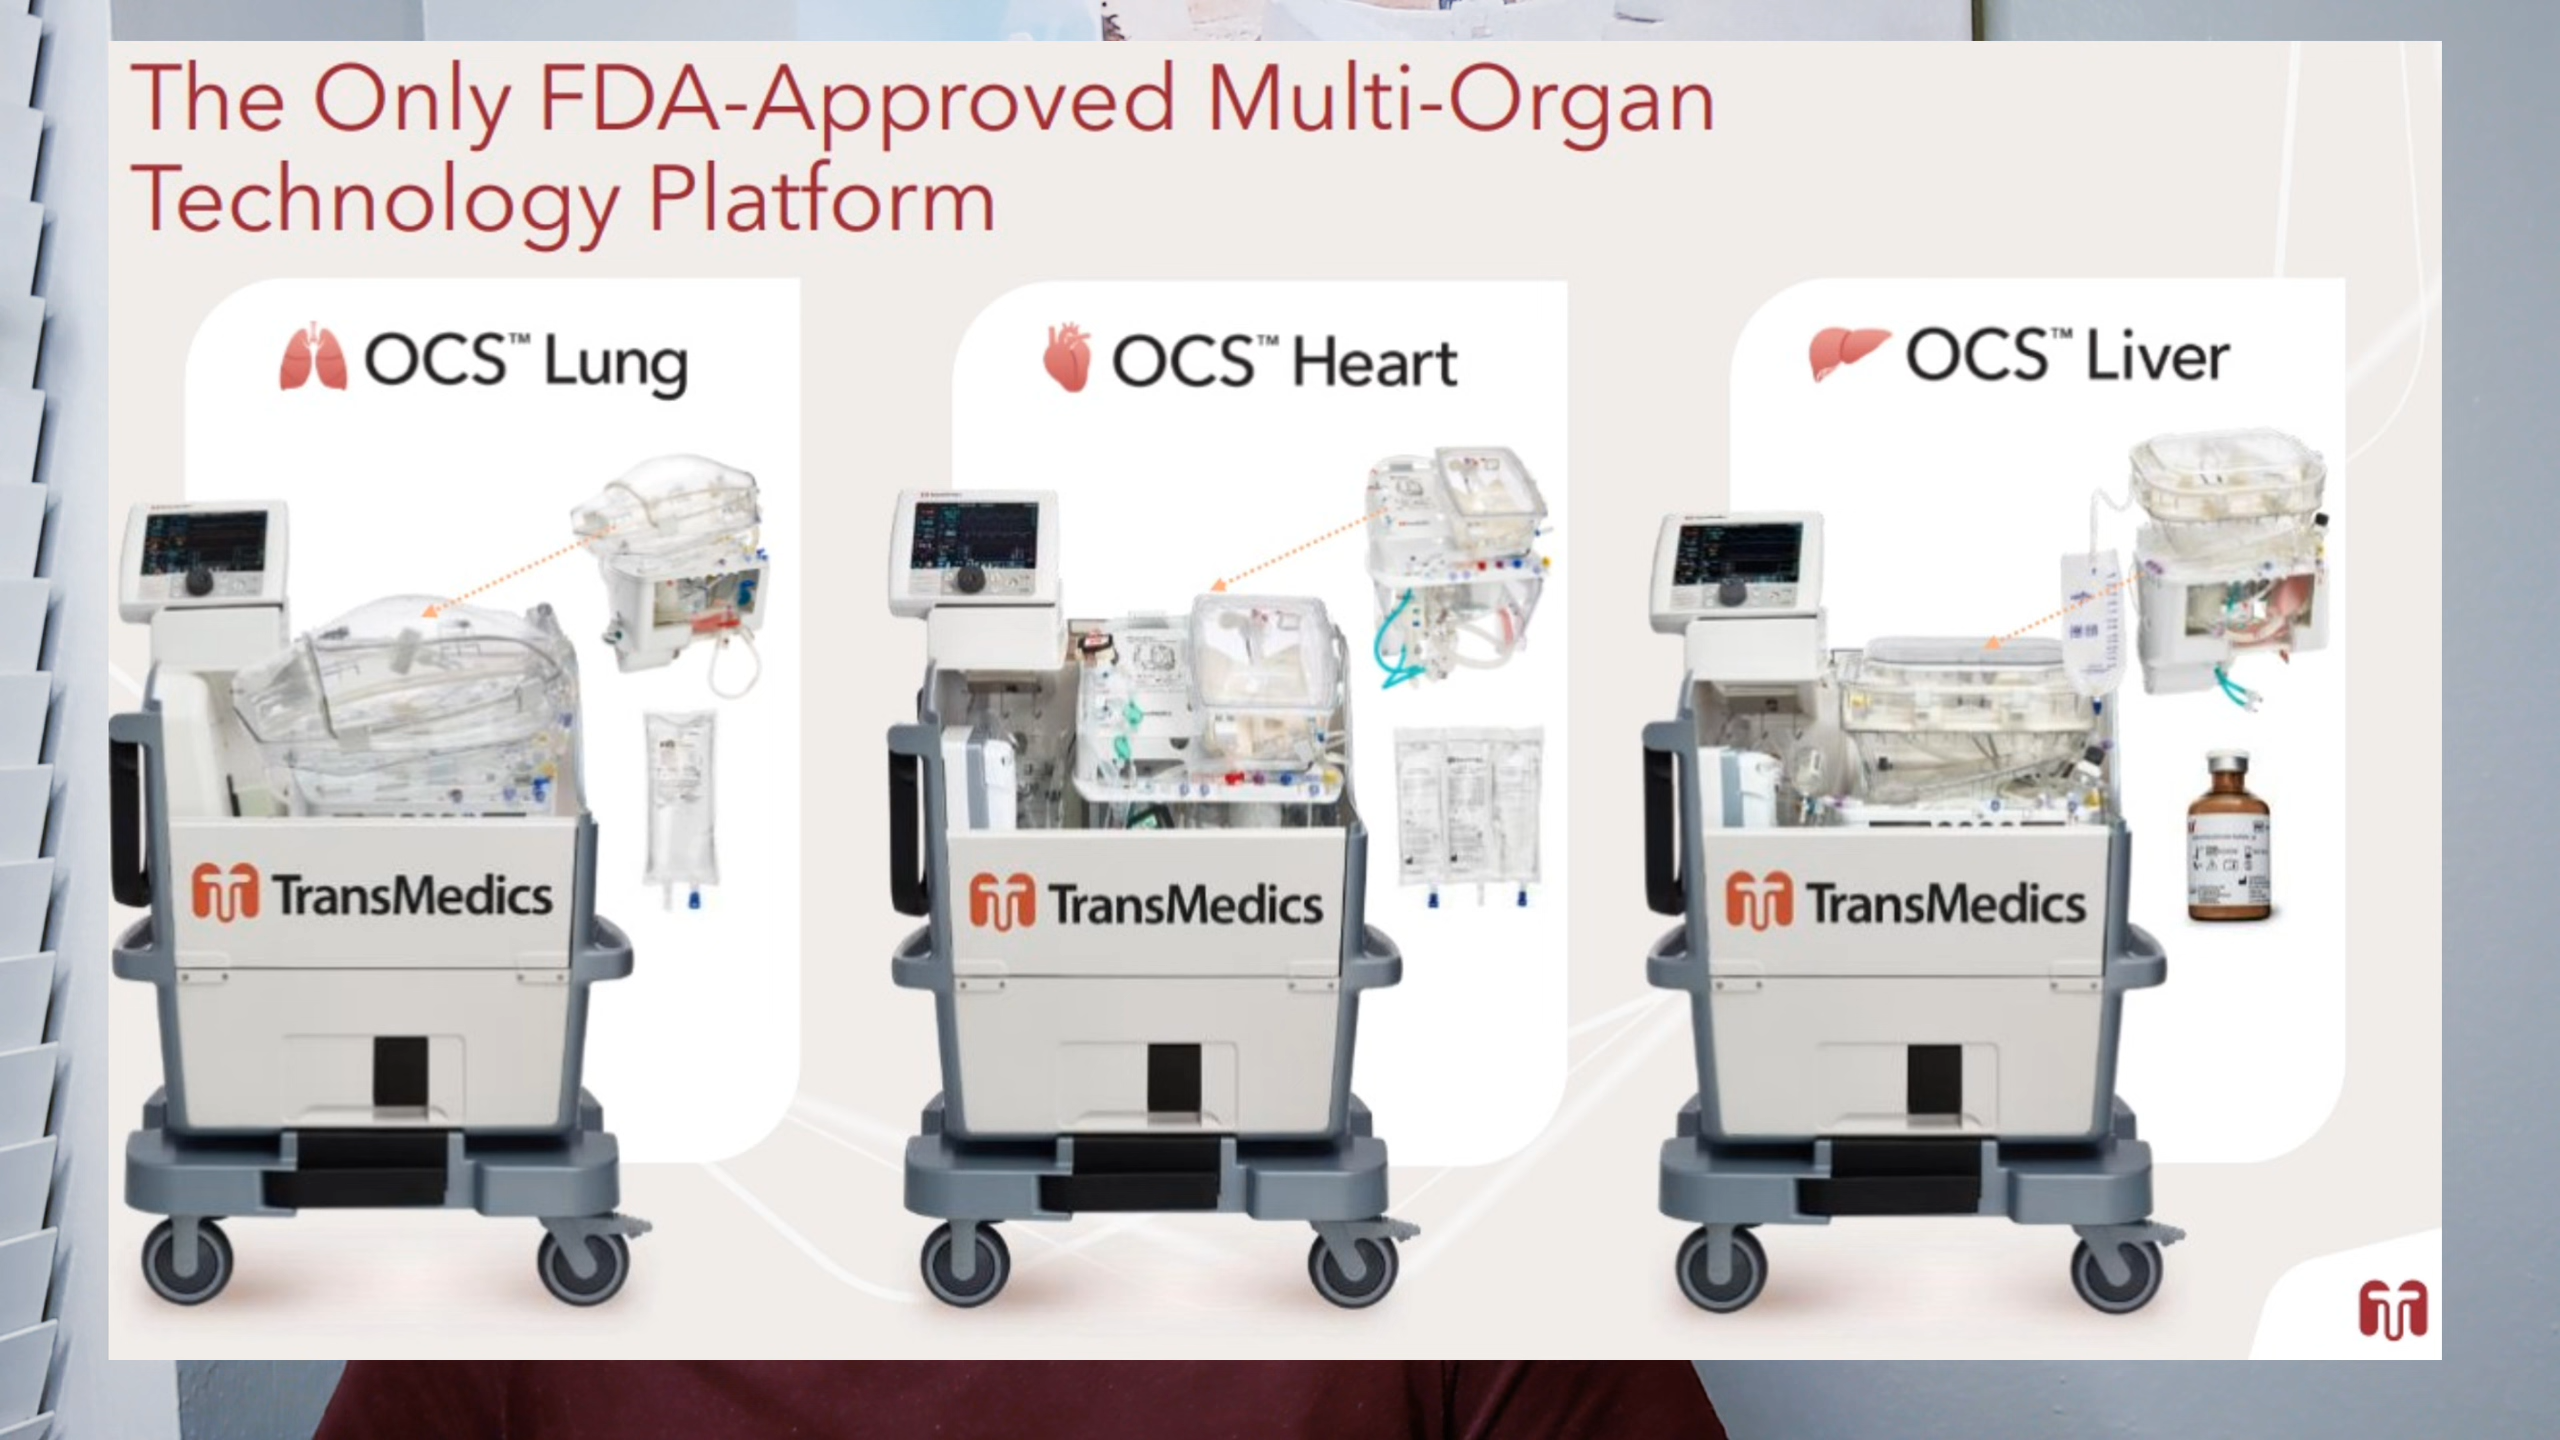 The Only FDA-Approved Multi-Organ
Technology Platform
OCS™ Lung
OCS™ Heart
OCS™ Liver
TransMedics
TransMedics
TransMedics